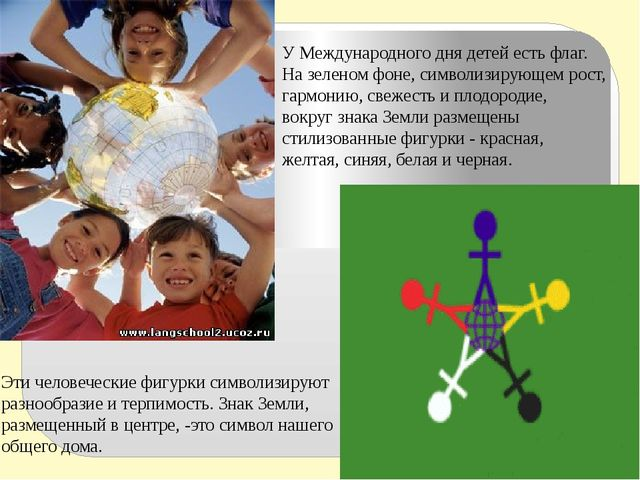 У Международного дня детей есть флаг.
На зеленом фоне, символизирующем рост,
гармонию, свежесть и плодородие,
вокруг знака Земли размещены
стилизованные фигурки - красная,
желтая, синяя, белая и черная.
www.langschool2.ucoz.ru
Эти человеческие фигурки символизируют
разнообразие и терпимость. Знак Земли,
размещенный в центре, -это символ нашего
общего дома.